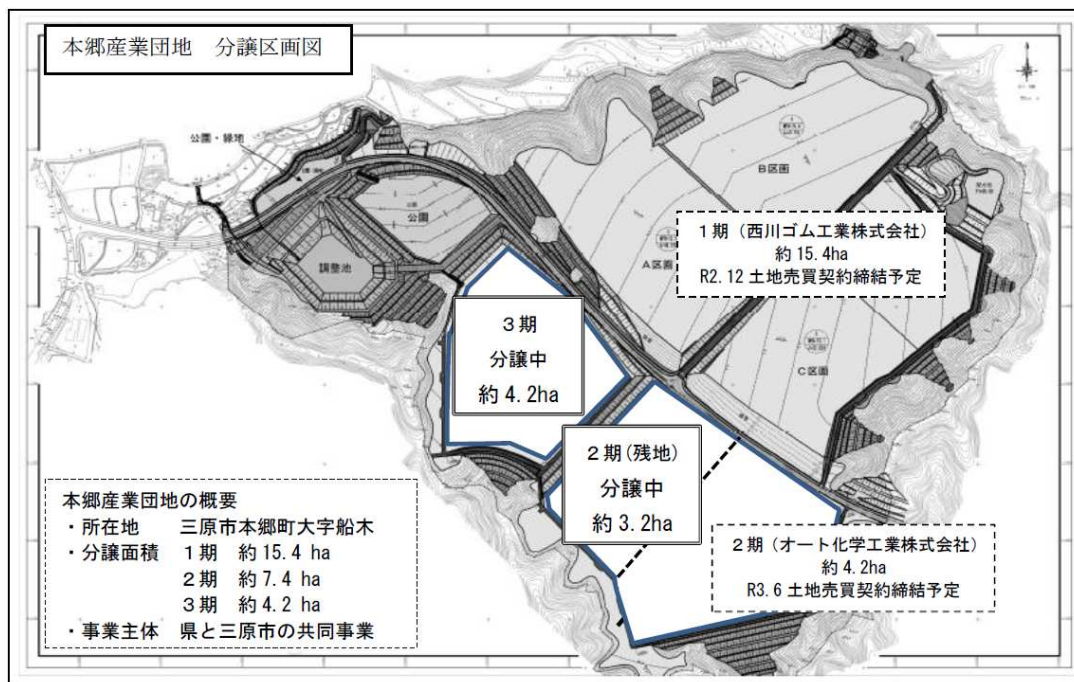 本郷産業団地　分譲区画図
公園・緑地
公園
調整池
B区画
A区画
C区画
1期（西川ゴム工業株式会社）
約15.4ha
R2.12土地売買契約締結予定
3期
分譲中
約4.2ha
2期(残地)
分譲中
約3.2ha
2期（オート化学工業株式会社）
約4.2ha
R3.6土地売買契約締結予定
本郷産業団地の概要
・所在地　三原市本郷町大字船木
・分譲面積　1期　約15.4 ha
2期　約7.4 ha
3期　約4.2 ha
・事業主体　県と三原市の共同事業